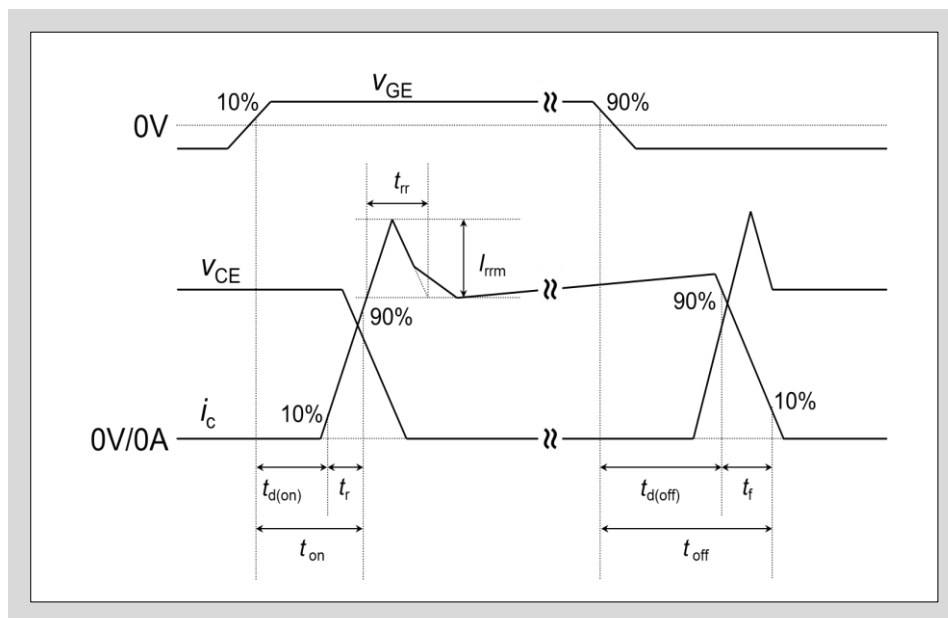 vGE
10%
90%
0V
trr
Irrm
vCE
90%
90%
10%
10%
ic
0V/0A
td(on)
tr
td(off)
tf
ton
toff